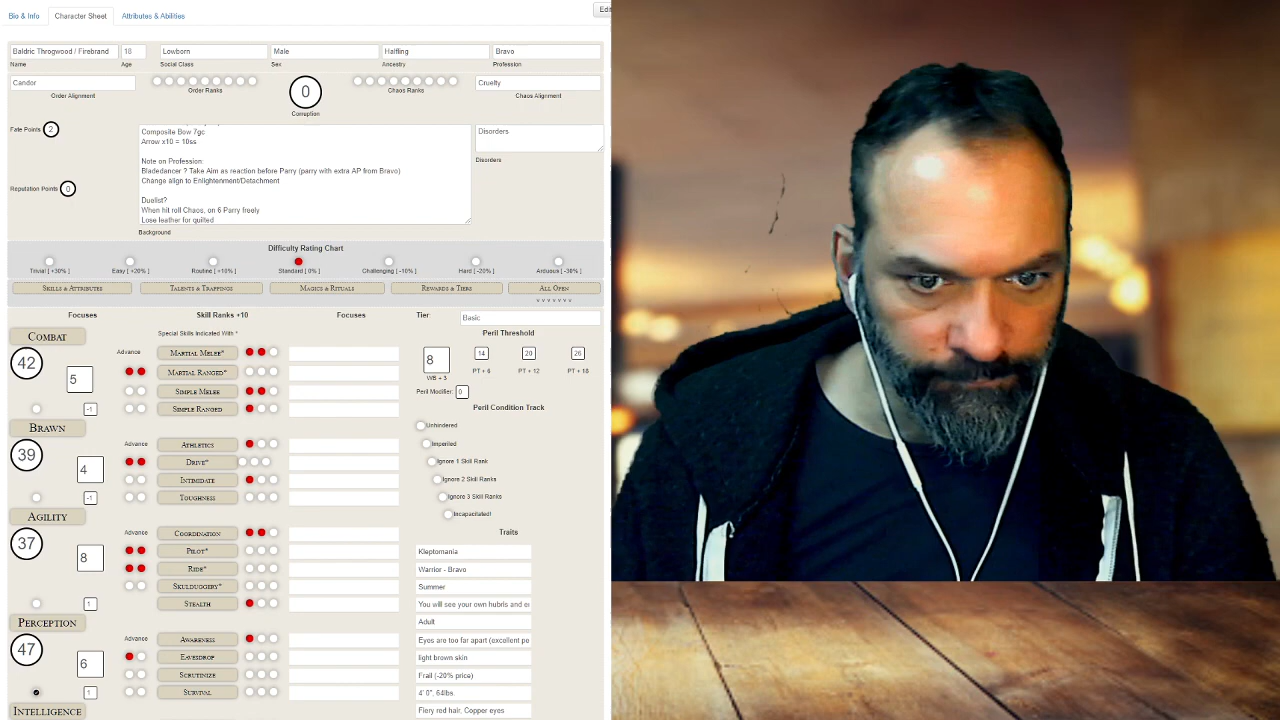 Bio & Info
Character Sheet
Attributes & Abilities
Baldric Throgwood / Firebrand
18
Lowborn
Male
Halfling
Bravo
Name
Age
Social Class
Sex
Ancestry
Profession
Candor
Order Alignment
Order Ranks
0
Corruption
Chaos Ranks
Cruelty
Chaos Alignment
Fate Points 2
Composite Bow 7gc
Arrow x10 = 10ss
Note on Profession:
Bladedancer ? Take Aim as reaction before Parry (parry with extra AP from Bravo)
Change align to Enlightenment/Detachment
Duelist?
When hit roll Chaos, on 6 Parry freely
Lose leather for quilted
Background
Disorders
Disorders
Reputation Points 0
Difficulty Rating Chart
Trivial [ +30% ]
Easy [ +20% ]
Routine [ +10% ]
Standard [ 0% ]
Challenging [ -10% ]
Hard [ -20% ]
Arduous [ -30% ]
SKILLS & ATTRIBUTES
TALENTS & TRAPPINGS
MAGICKS & RITUALS
REWARDS & TIERS
ALL OPEN
v v v v v v v
Focuses
Skill Ranks +10
Focuses
Tier:
Basic
COMBAT
Special Skills Indicated With *
Peril Threshold
42
Advance
MARTIAL MELEE*
8
14
20
26
5
MARTIAL RANGED*
WB + 3
PT + 6
PT + 12
PT + 18
SIMPLE MELEE
Peril Modifier:
0
-1
SIMPLE RANGED
Peril Condition Track
BRAWN
Unhindered
39
Advance
ATHLETICS
Imperiled
4
DRIVE*
Ignore 1 Skill Rank
INTIMIDATE
Ignore 2 Skill Ranks
-1
TOUGHNESS
Ignore 3 Skill Ranks
AGILITY
Incapacitated!
37
Advance
COORDINATION
Traits
8
PILOT*
Kleptomania
RIDE*
Warrior - Bravo
SKULDUGGERY*
Summer
1
STEALTH
You will see your own hubris and
PERCEPTION
Adult
47
Advance
AWARENESS
Eyes are too far apart (excellent
6
EAVESDROP
light brown skin
SCRUTINIZE
Frail (-20% price)
1
SURVIVAL
4' 0", 64lbs.
INTELLIGENCE
Fiery red hair, Copper eyes